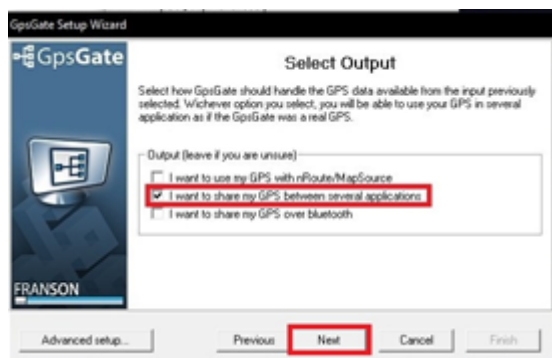 GpsGate Setup Wizard
GpsGate
Select Output
Select how GpsGate should handle the GPS data available from the input previously
selected. Whichever option you select, you will be able to use your GPS in several
application as if the GpsGate was a real GPS.
Output (leave if you are unsure)
I want to use my GPS with nRoute/MapSource
I want to share my GPS between several applications
I want to share my GPS over bluetooth
FRANSON
Advanced setup...
Previous
Next
Cancel
Finish